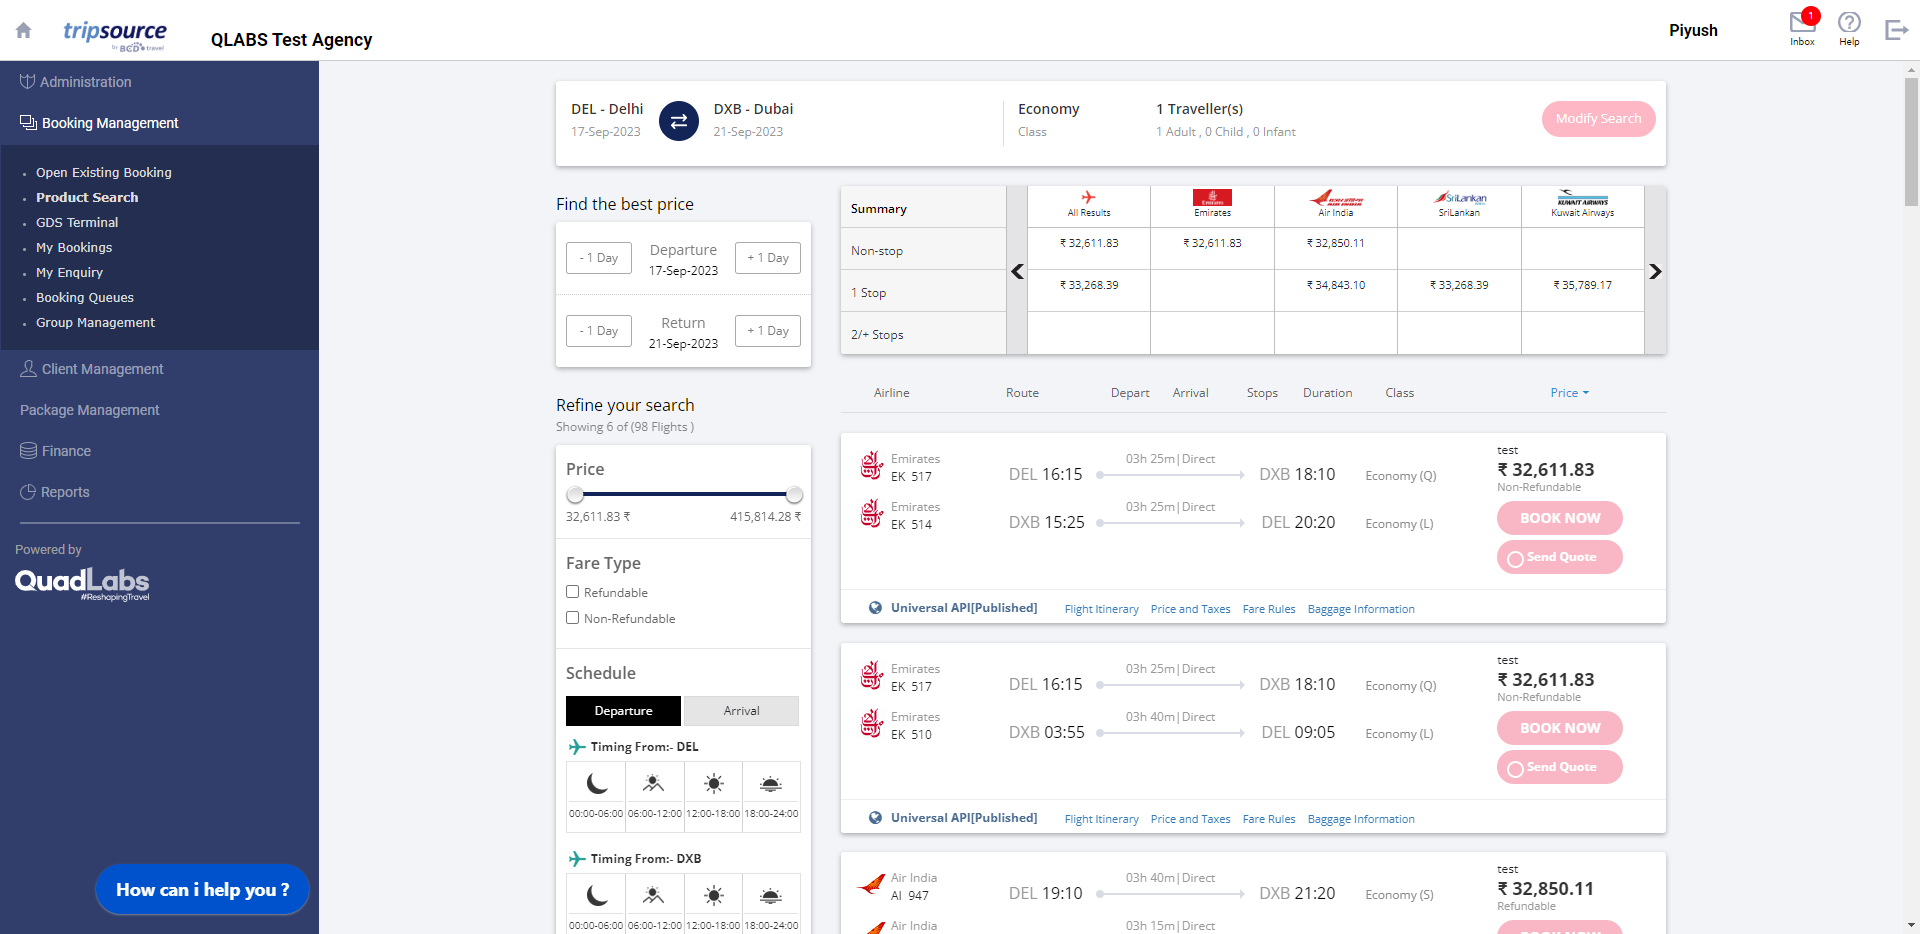 tripsource
by BCD travel
QLABS Test Agency
Piyush
1
Inbox
Help
Administration
Booking Management
Open Existing Booking
Product Search
GDS Terminal
My Bookings
My Enquiry
Booking Queues
Group Management
Client Management
Package Management
Finance
Reports
Powered by
QuadLabs
#ReshapingTravel
How can i help you ?
DEL - Delhi
17-Sep-2023
DXB - Dubai
21-Sep-2023
Economy
Class
1 Traveller(s)
1 Adult , 0 Child , 0 Infant
Modify Search
Find the best price
- 1 Day
Departure
17-Sep-2023
+ 1 Day
- 1 Day
Return
21-Sep-2023
+ 1 Day
Refine your search
Showing 6 of (98 Flights )
Price
32,611.83 ₹ 415,814.28 ₹
Fare Type
Refundable
Non-Refundable
Schedule
Departure Arrival
Timing From:- DEL
00:00-06:00 06:00-12:00 12:00-18:00 18:00-24:00
Timing From:- DXB
00:00-06:00 06:00-12:00 12:00-18:00 18:00-24:00
Summary All Results Emirates Air India SriLankan Kuwait Airways
Non-stop ₹ 32,611.83 ₹ 32,611.83 ₹ 32,850.11
1 Stop ₹ 33,268.39 ₹ 34,843.10 ₹ 33,268.39 ₹ 35,789.17
2/+ Stops
Airline Route Depart Arrival Stops Duration Class Price
Emirates
EK 517
DEL 16:15
03h 25m|Direct
DXB 18:10
Economy (Q)
Emirates
EK 514
DXB 15:25
03h 25m|Direct
DEL 20:20
Economy (L)
test
₹ 32,611.83
Non-Refundable
BOOK NOW
Send Quote
Universal API[Published] Flight Itinerary Price and Taxes Fare Rules Baggage Information
Emirates
EK 517
DEL 16:15
03h 25m|Direct
DXB 18:10
Economy (Q)
Emirates
EK 510
DXB 03:55
03h 40m|Direct
DEL 09:05
Economy (L)
test
₹ 32,611.83
Non-Refundable
BOOK NOW
Send Quote
Universal API[Published] Flight Itinerary Price and Taxes Fare Rules Baggage Information
Air India
AI 947
DEL 19:10
03h 40m|Direct
DXB 21:20
Economy (S)
Air India
03h 15m|Direct
test
₹ 32,850.11
Refundable